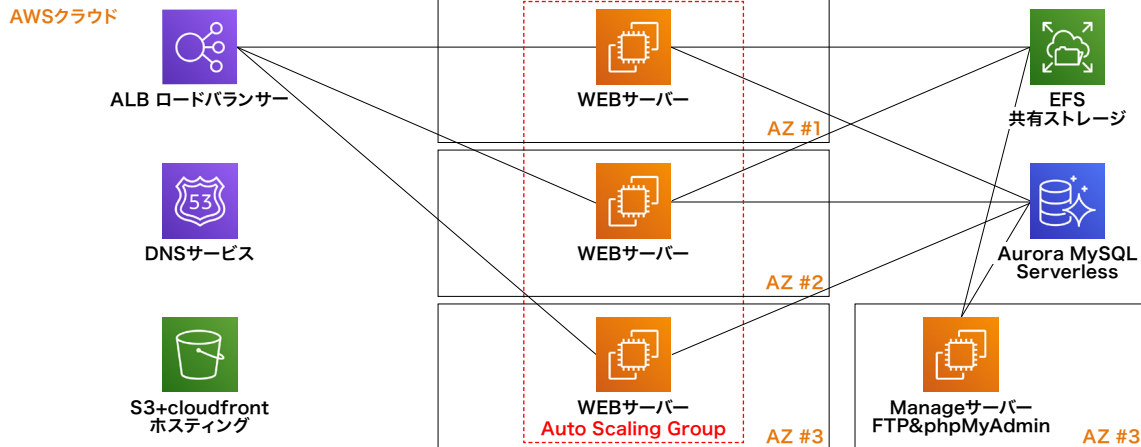 AWSクラウド
ALB ロードバランサー
WEBサーバー
AZ #1
EFS
共有ストレージ
53
DNSサービス
WEBサーバー
AZ #2
Aurora MySQL
Serverless
S3+cloudfront
ホスティング
WEBサーバー
Auto Scaling Group
AZ #3
Manageサーバー
FTP&phpMyAdmin
AZ #3